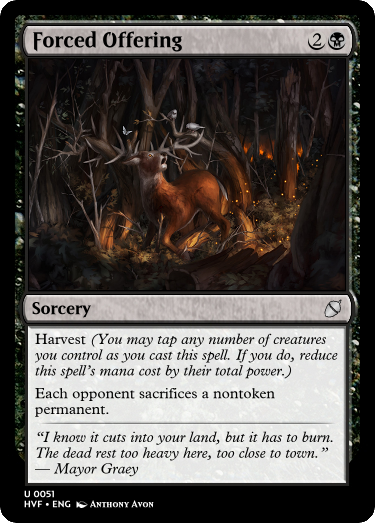 Forced Offering 2
Sorcery
Harvest (You may tap any number of creatures
you control as you cast this spell. If you do, reduce
this spell's mana cost by their total power.)
Each opponent sacrifices a nontoken
permanent.
“I know it cuts into your land, but it has to burn.
The dead rest too heavy here, too close to town.”
— Mayor Graey
U 0051
HVF • ENG Anthony Avon